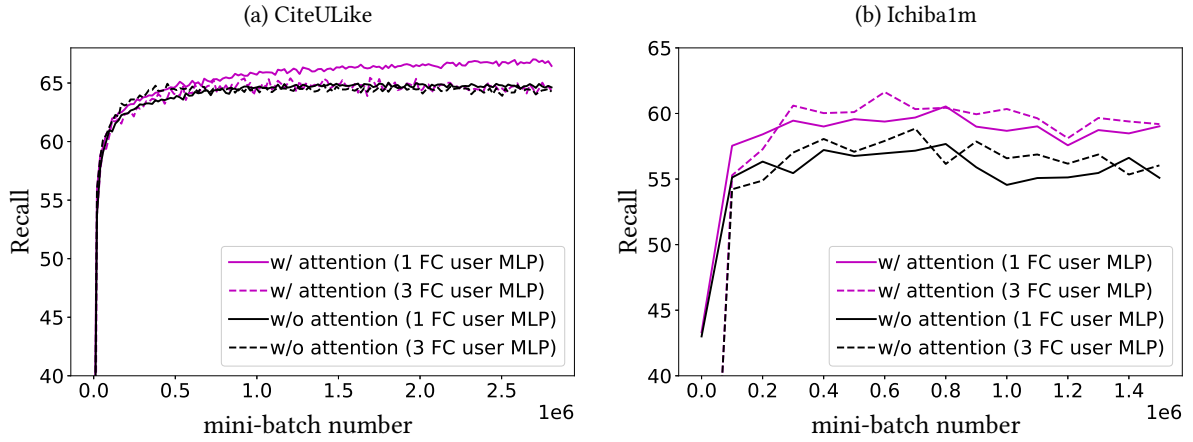 (a) CiteULike
Recall
65
60
55
50
45
40
w/ attention (1 FC user MLP)
w/ attention (3 FC user MLP)
w/o attention (1 FC user MLP)
w/o attention (3 FC user MLP)
0.0 0.5 1.0 1.5 2.0 2.5
1e6
mini-batch number
(b) Ichiba1m
Recall
65
60
55
50
45
40
w/ attention (1 FC user MLP)
w/ attention (3 FC user MLP)
w/o attention (1 FC user MLP)
w/o attention (3 FC user MLP)
0.0 0.2 0.4 0.6 0.8 1.0 1.2 1.4
1e6
mini-batch number